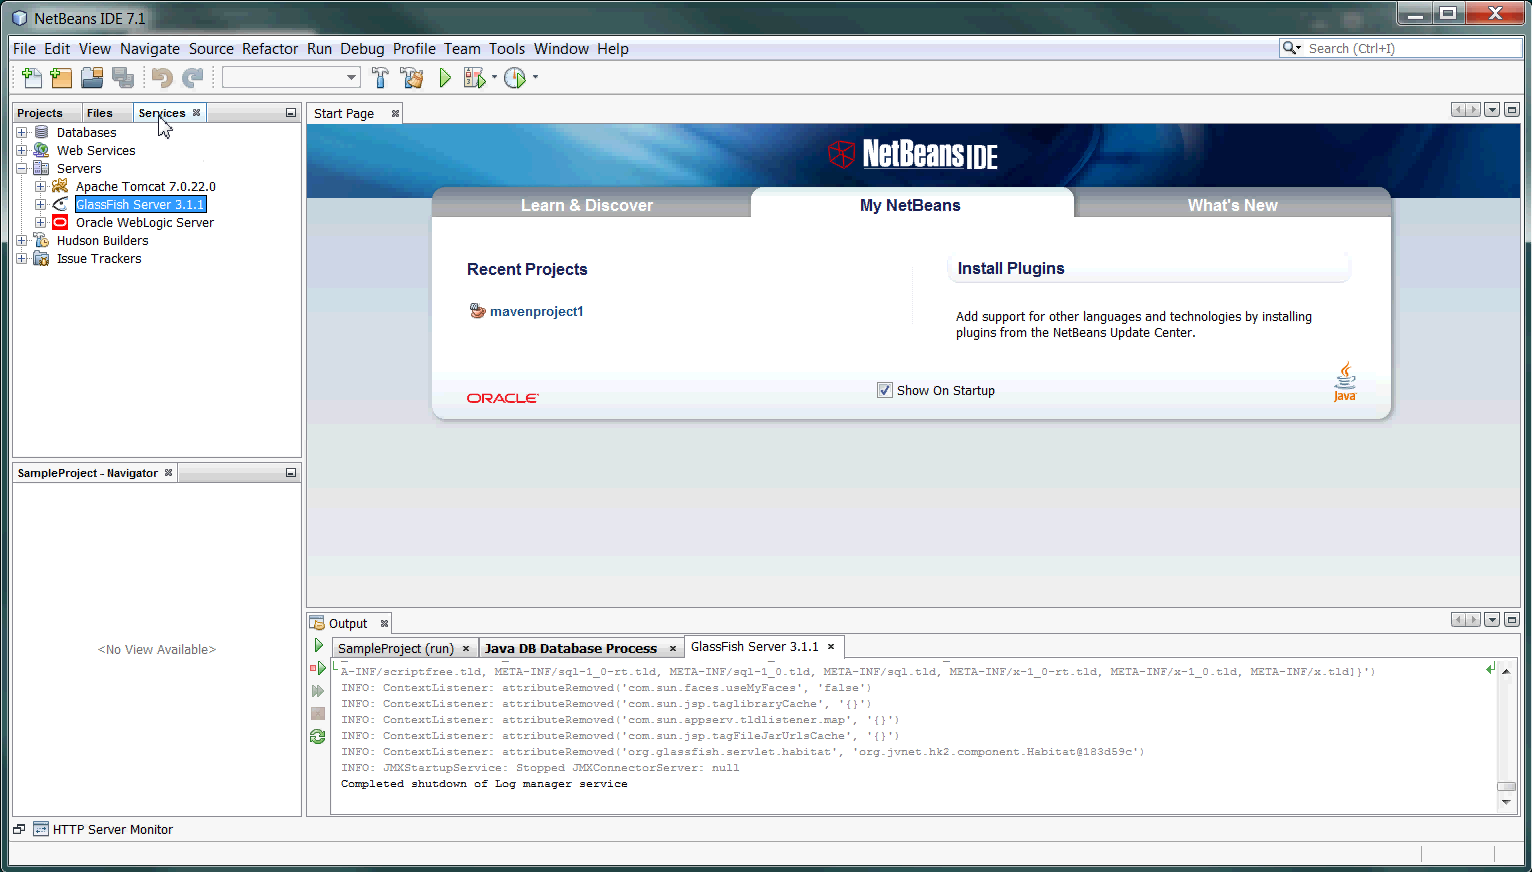 NetBeans IDE 7.1
File Edit View Navigate Source Refactor Run Debug Profile Team Tools Window Help
Search (Ctrl+I)
Projects Files Services
Start Page
Databases
Web Services
Servers
Apache Tomcat 7.0.22.0
GlassFish Server 3.1.1
Oracle WebLogic Server
Hudson Builders
Issue Trackers
NetBeans IDE
Learn & Discover My NetBeans What's New
Recent Projects
mavenproject1
Install Plugins
Add support for other languages and technologies by installing
plugins from the NetBeans Update Center.
ORACLE
Show On Startup
Java
SampleProject - Navigator
<No View Available>
Output
SampleProject (run) Java DB Database Process GlassFish Server 3.1.1
A-INF/scriptfree.tld, META-INF/sql-1_0-rt.tld, META-INF/sql-1_0.tld, META-INF/sql.tld, META-INF/x-1_0-rt.tld, META-INF/x-1_0.tld, META-INF/x.tld]}')
INFO: ContextListener: attributeRemoved('com.sun.faces.useMyFaces', 'false')
INFO: ContextListener: attributeRemoved('com.sun.jsp.taglibraryCache', '{}')
INFO: ContextListener: attributeRemoved('com.sun.appserv.tldlistener.map', '{}')
INFO: ContextListener: attributeRemoved('com.sun.jsp.tagFileJarUrlsCache', '{}')
INFO: ContextListener: attributeRemoved('org.glassfish.servlet.habitat', 'org.jvnet.hk2.component.Habitat@183d59c')
INFO: JMXStartupService: Stopped JMXConnectorServer: null
Completed shutdown of Log manager service
HTTP Server Monitor